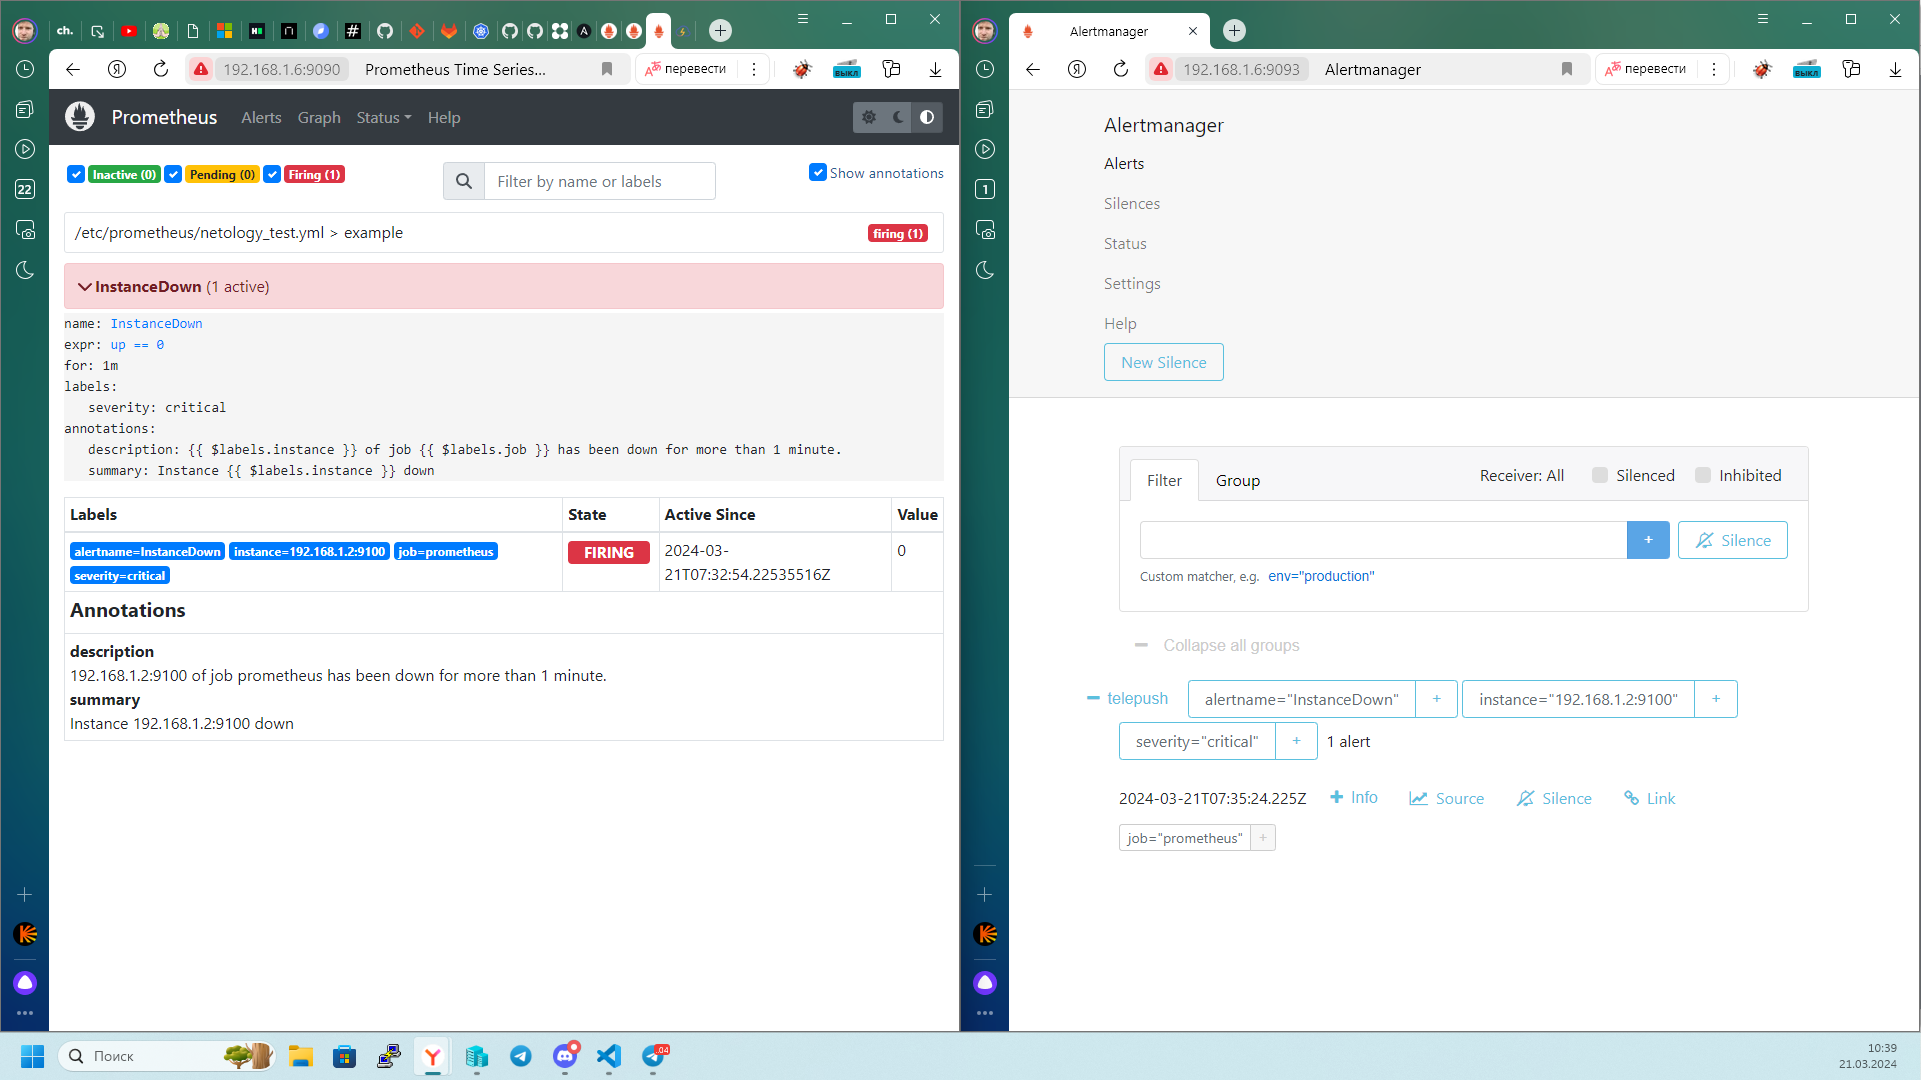 ch.
192.168.1.6:9090
Prometheus Time Series...
перевести
выкл
22
Prometheus
Alerts
Graph
Status
Help
Inactive (0)
Pending (0)
Firing (1)
Filter by name or labels
Show annotations
/etc/prometheus/netology_test.yml > example
firing (1)
InstanceDown (1 active)
name: InstanceDown
expr: up == 0
for: 1m
labels:
severity: critical
annotations:
description: {{ $labels.instance }} of job {{ $labels.job }} has been down for more than 1 minute.
summary: Instance {{ $labels.instance }} down
Labels
State
Active Since
Value
alertname=InstanceDown instance=192.168.1.2:9100 job=prometheus
severity=critical
FIRING
2024-03-
21T07:32:54.22535516Z
0
Annotations
description
192.168.1.2:9100 of job prometheus has been down for more than 1 minute.
summary
Instance 192.168.1.2:9100 down
Alertmanager
192.168.1.6:9093
Alertmanager
перевести
выкл
1
Alertmanager
Alerts
Silences
Status
Settings
Help
New Silence
Filter
Group
Receiver: All
Silenced
Inhibited
+
Silence
Custom matcher, e.g. env="production"
Collapse all groups
telepush
alertname="InstanceDown" +
instance="192.168.1.2:9100" +
severity="critical" +
1 alert
2024-03-21T07:35:24.225Z
Info
Source
Silence
Link
job="prometheus" +
Поиск
10:39
21.03.2024